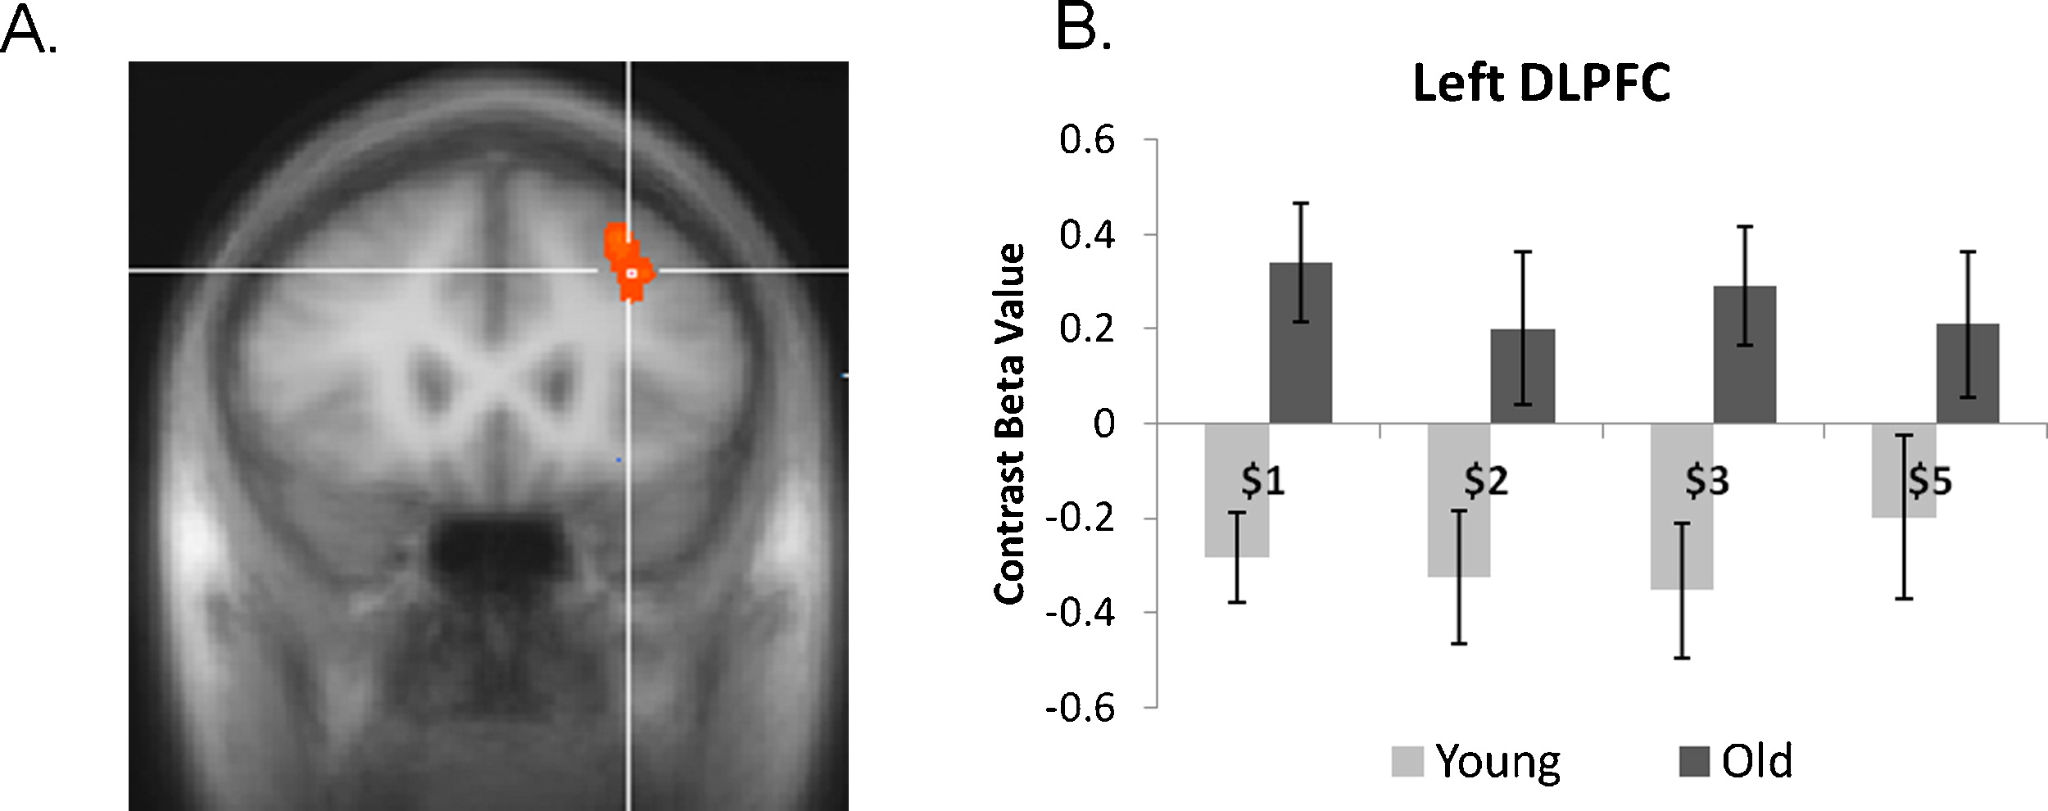 A.
B.
Left DLPFC
Contrast Beta Value
0.6
0.4
0.2
0
-0.2
-0.4
-0.6
$1 $2 $3 $5
Young Old